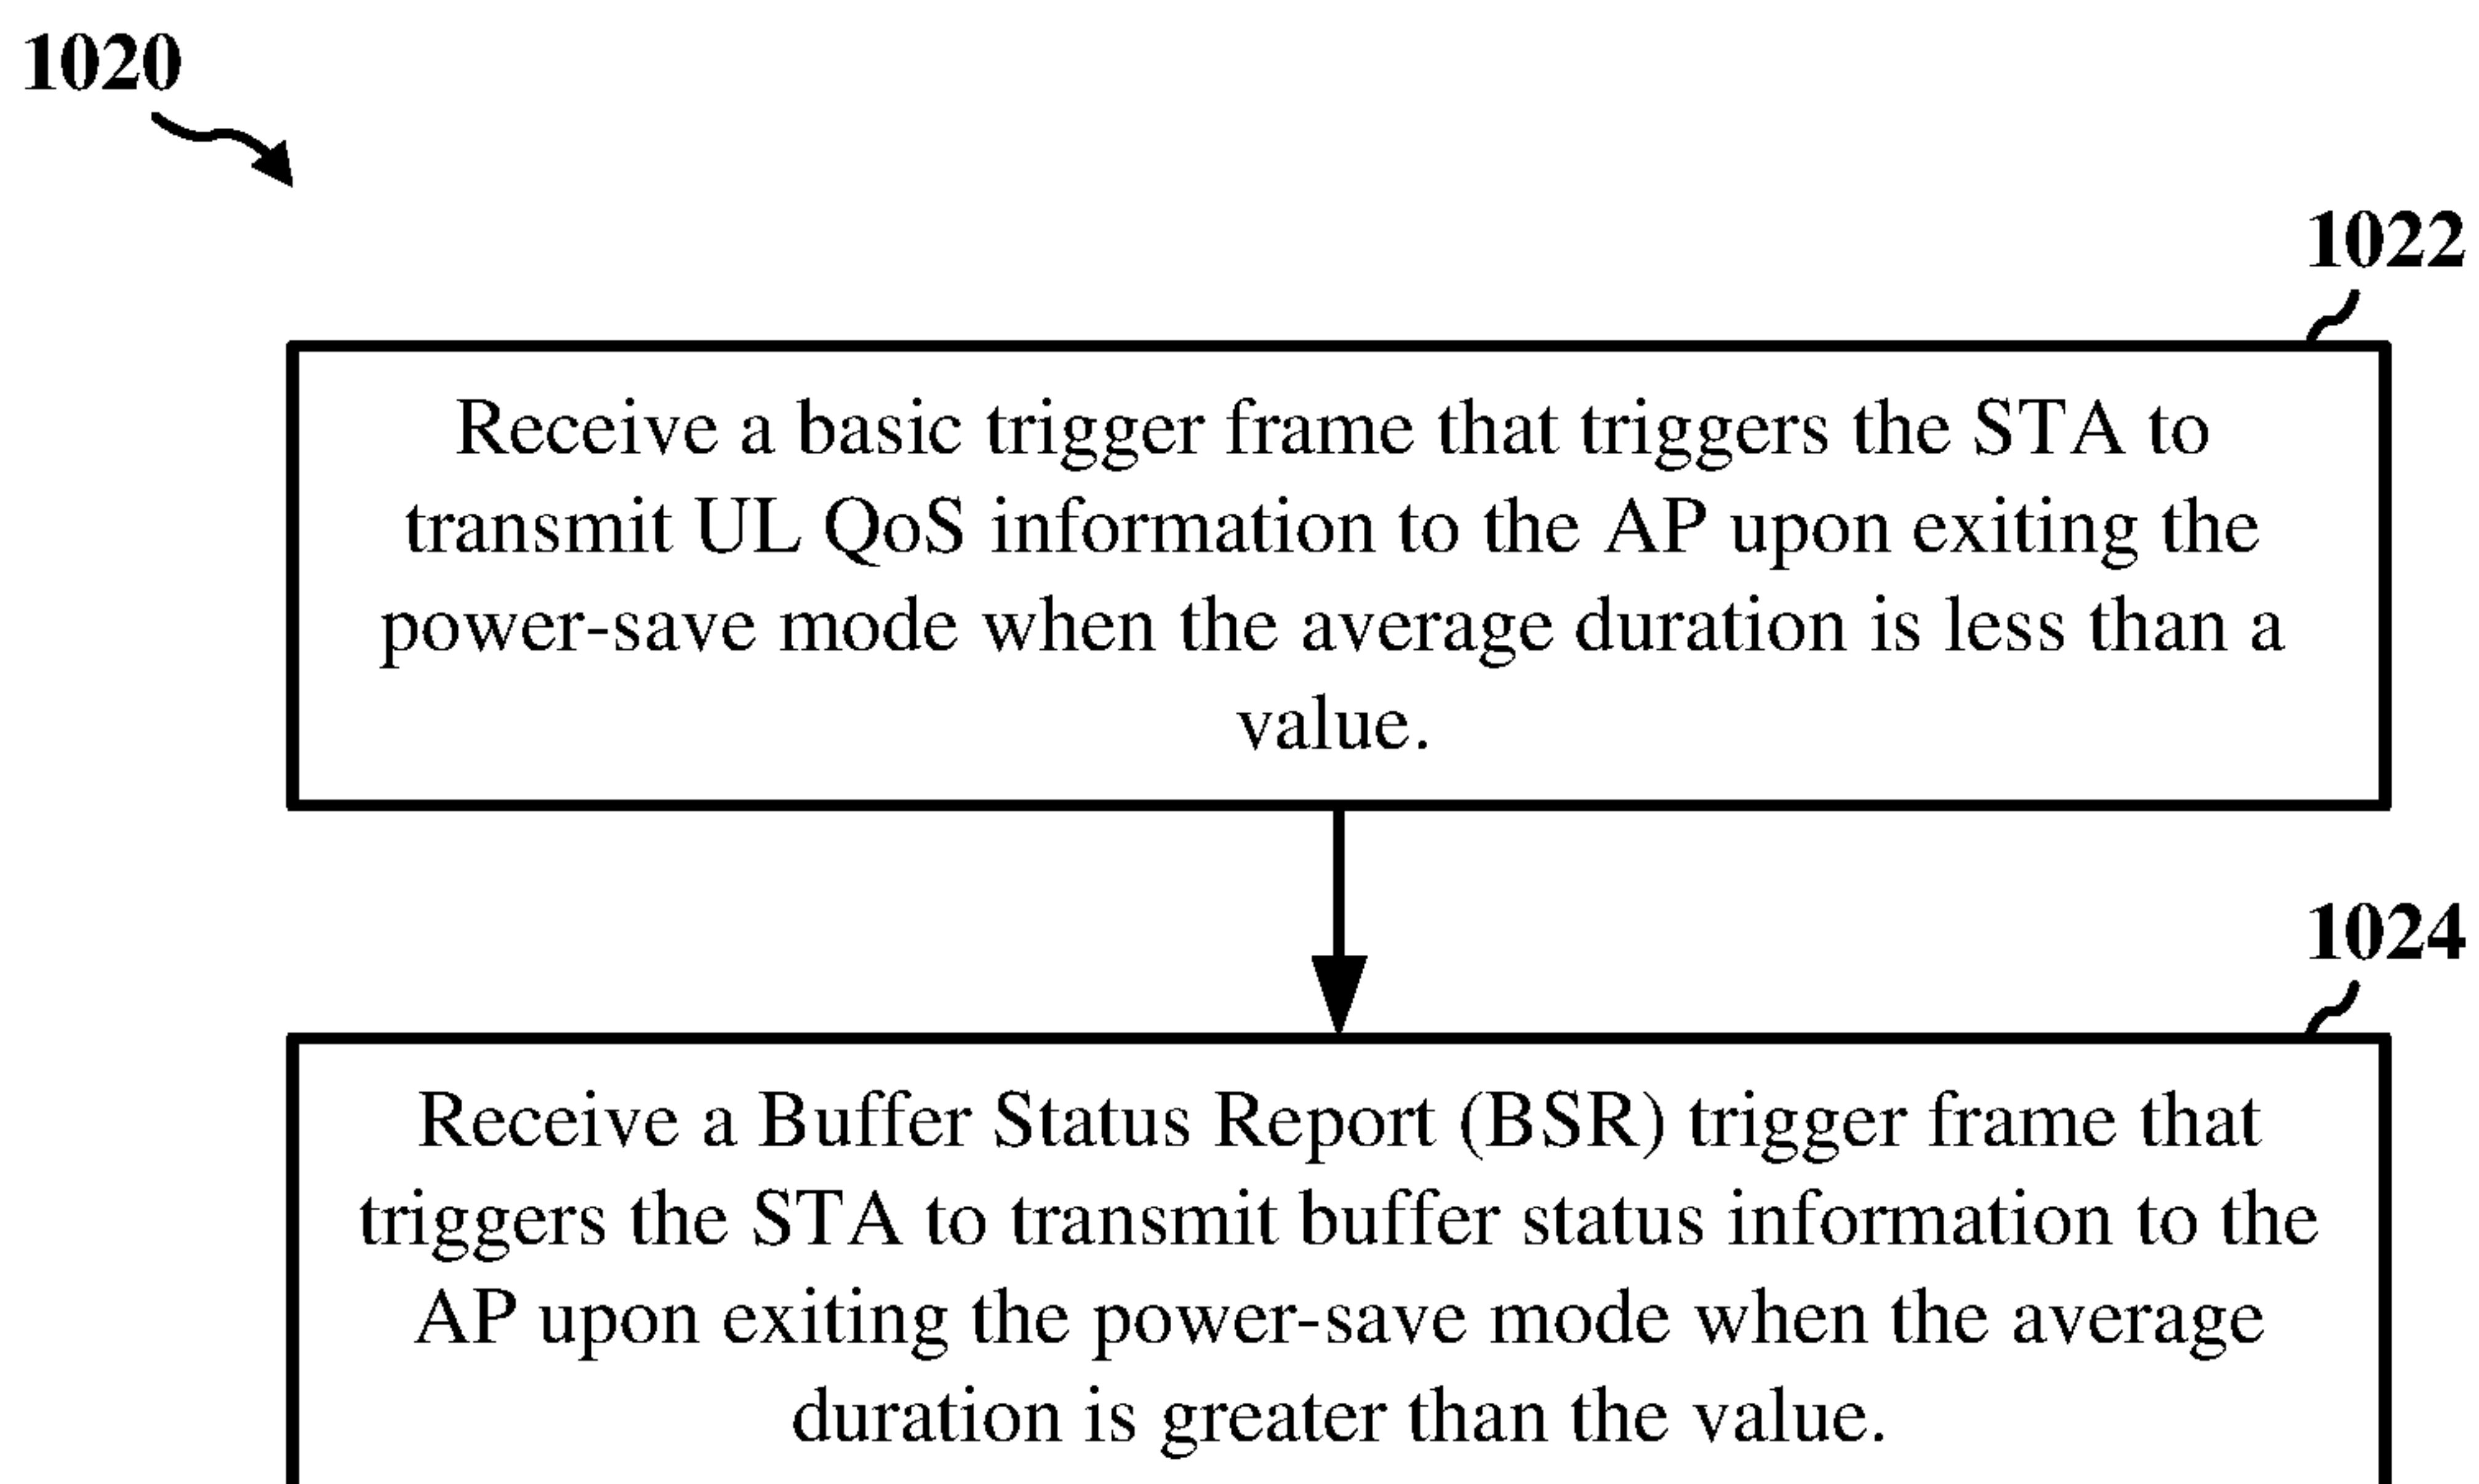 1020
1022
Receive a basic trigger frame that triggers the STA to
transmit UL QoS information to the AP upon exiting the
power-save mode when the average duration is less than a
value.
1024
Receive a Buffer Status Report (BSR) trigger frame that
triggers the STA to transmit buffer status information to the
AP upon exiting the power-save mode when the average
duration is greater than the value.